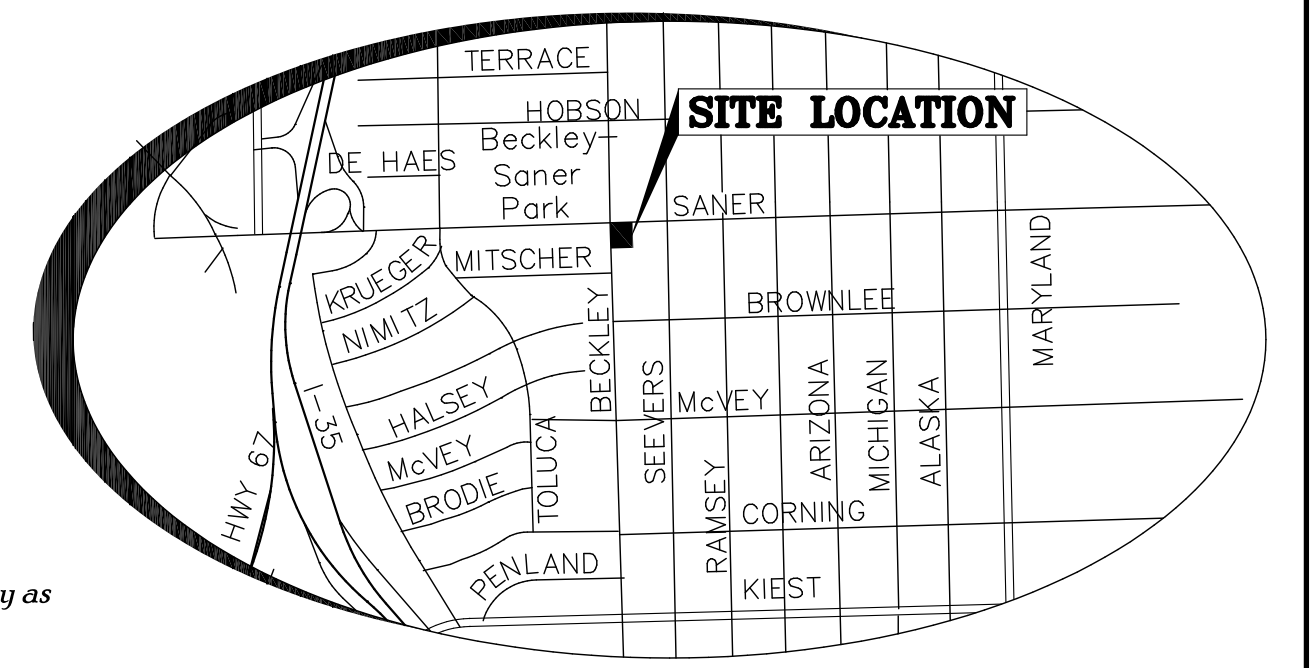 TERRACE
HOBSON
SITE LOCATION
Beckley-
Saner
Park
DE HAES
SANER
MITSCHER
KRUEGER
NIMITZ
BROWNLEE
MARYLAND
BECKLEY
HALSEY
I-35
McVEY
SEEVERS
ARIZONA
MICHIGAN
ALASKA
HWY 67
McVEY
TOLUCA
BRODIE
RAMSEY
CORNING
PENLAND
KIEST
y as